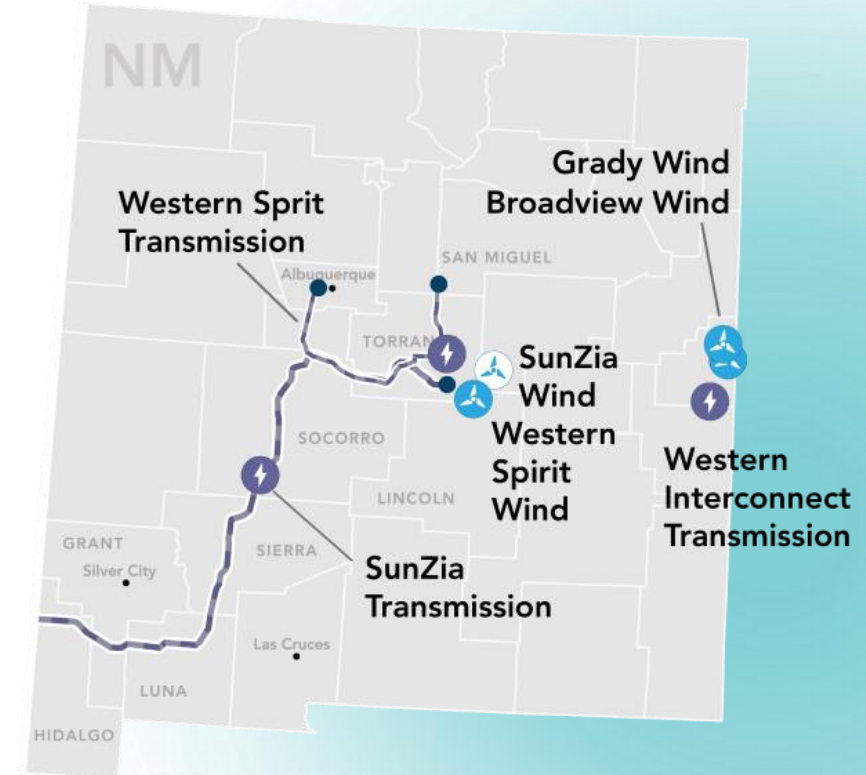 NM
Grady Wind
Broadview Wind
Western Sprit
Transmission
SAN MIGUEL
Albuquerque
TORRAN
SunZia
Wind
Western
Spirit
Wind
SOCORRO
Western
Interconnect
Transmission
LINCOLN
GRANT
SIERRA
Silver City
SunZia
Transmission
Las Cruces
LUNA
HIDALGO